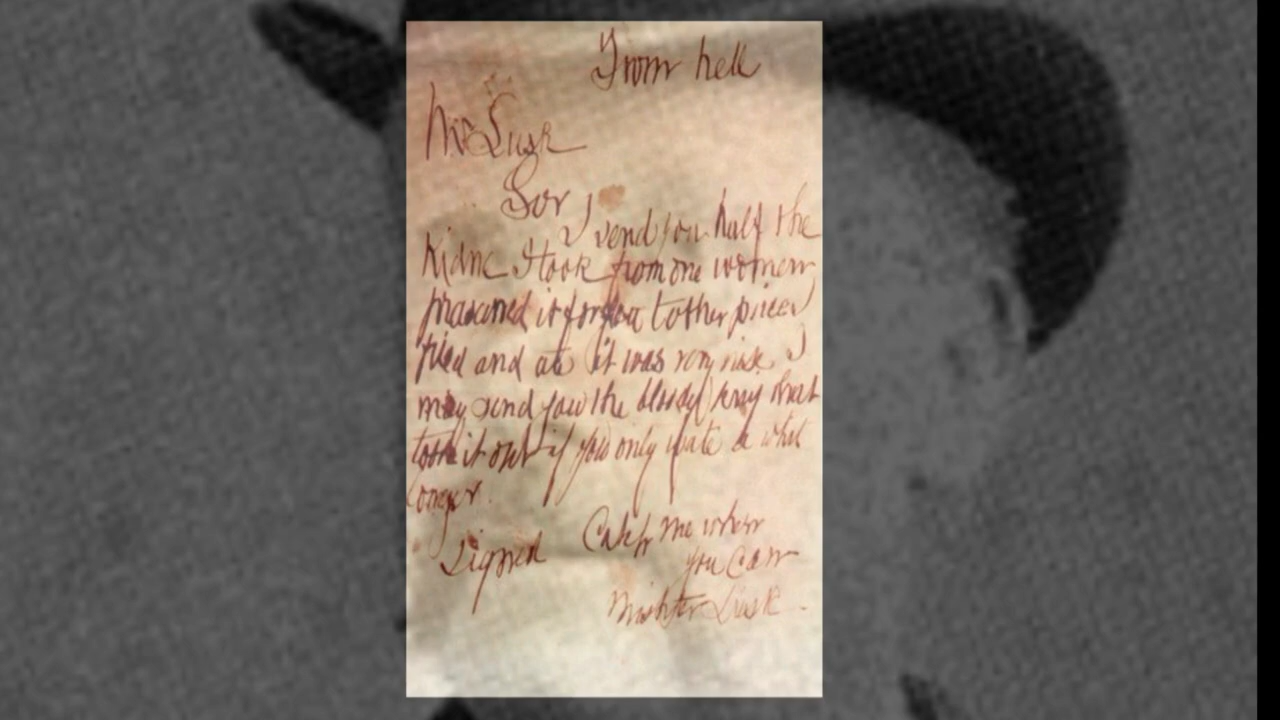 From hell
Mr Lusk
Sor
I send you half the
Kidne I took from one women
prasarved it for you tother piece I
fried and ate it was very nise I
may send you the bloody knif that
took it out if you only wate a whil
longer.
Signed Catch me when
you Can
Mishter Lusk.